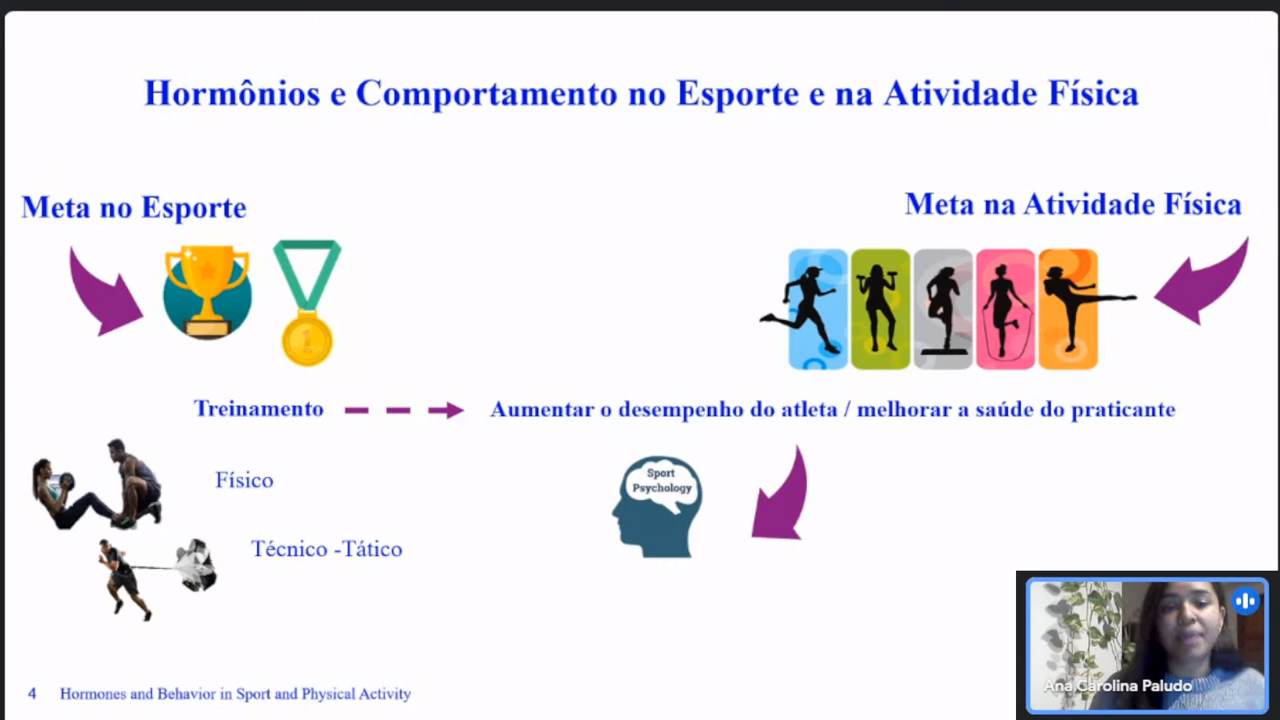 Hormônios e Comportamento no Esporte e na Atividade Física
Meta no Esporte
Meta na Atividade Física
1
Treinamento
Aumentar o desempenho do atleta / melhorar a saúde do praticante
Sport
Psychology
Físico
Técnico -Tático
Ana Carolina Paludo
4 Hormones and Behavior in Sport and Physical Activity